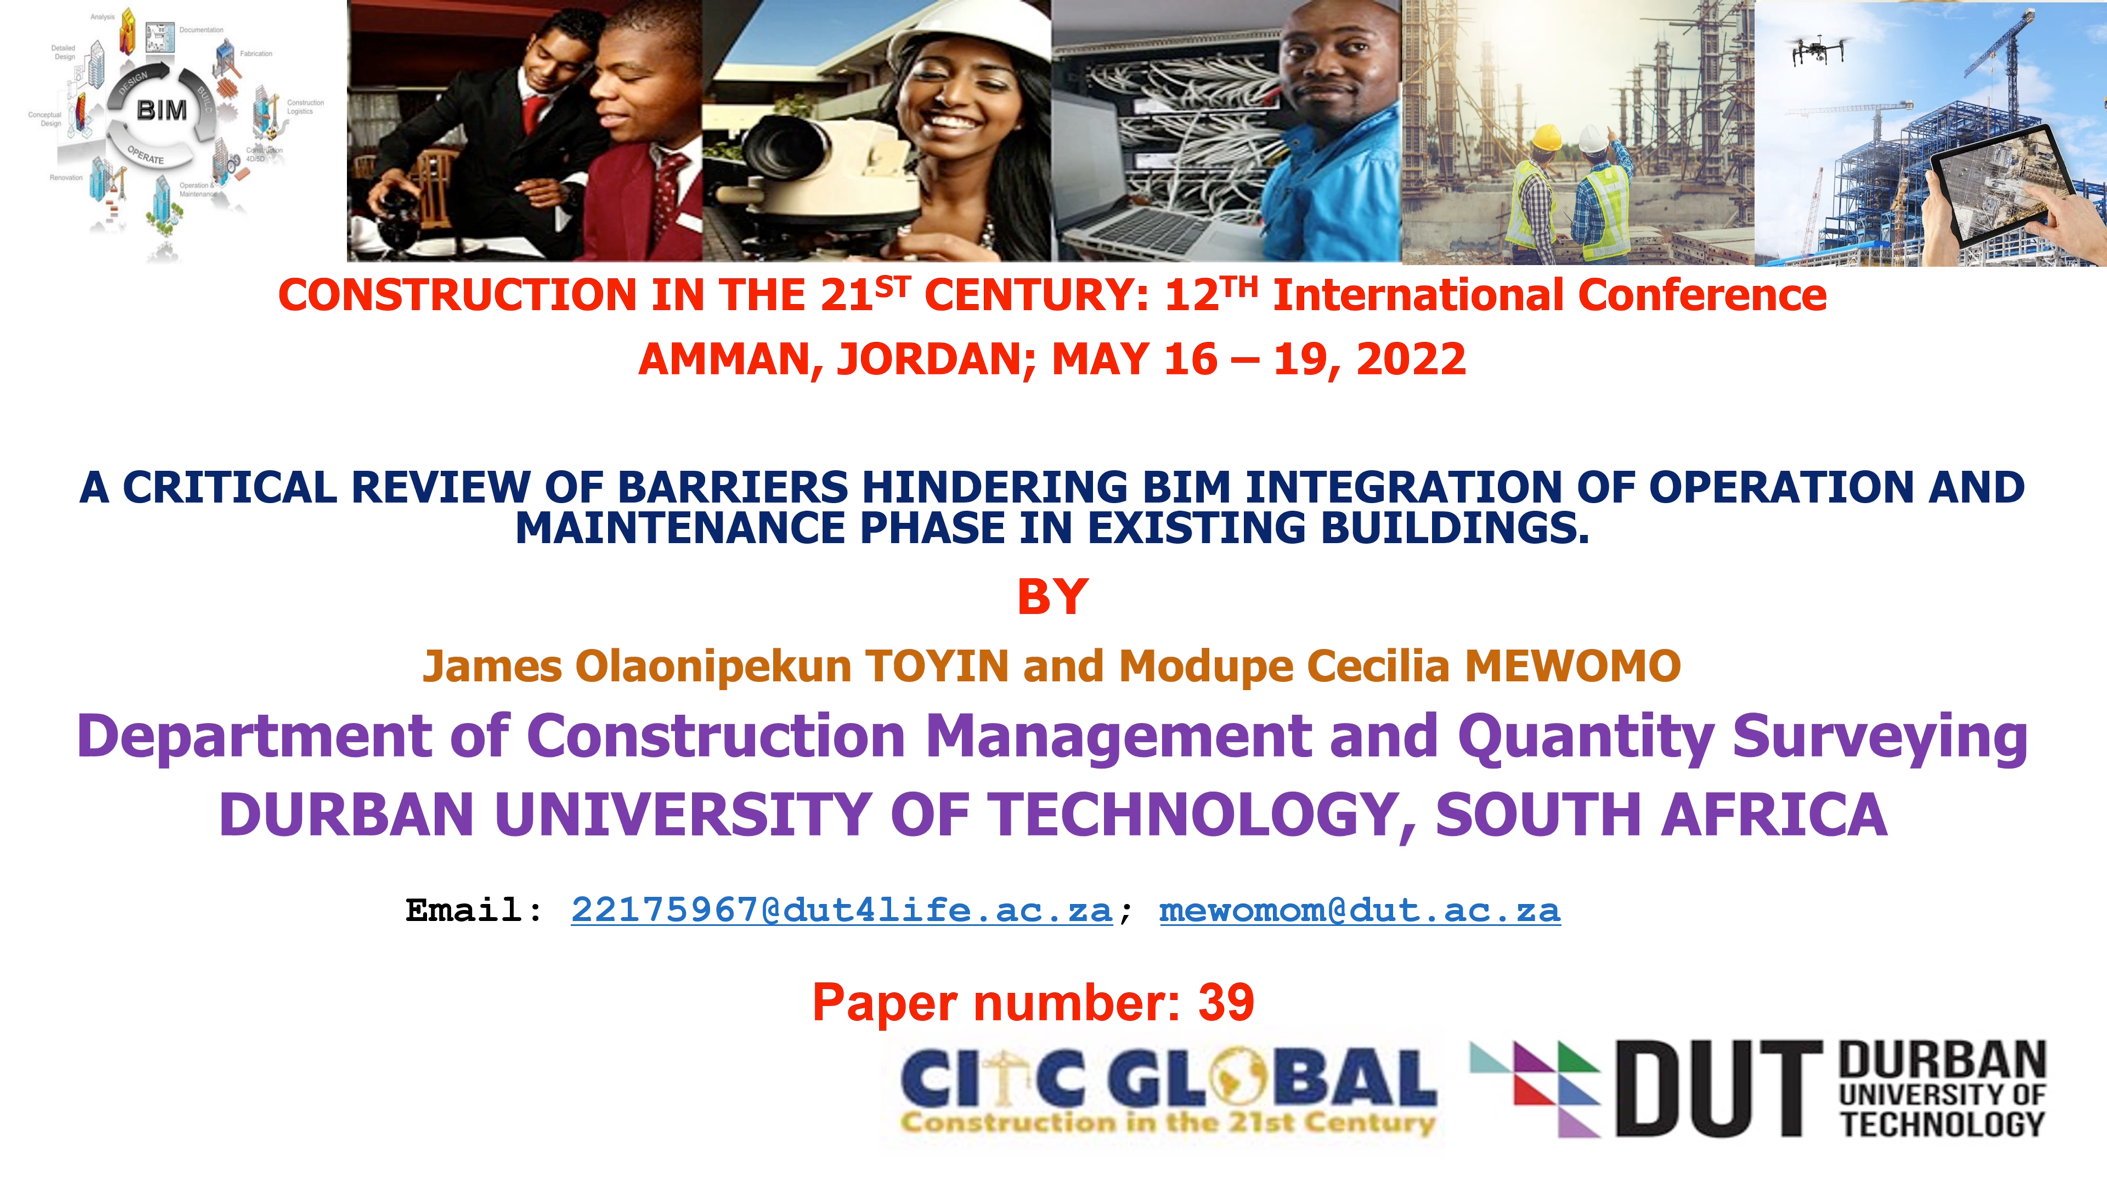 Analysis
Documentation
Detailed
Design
Fabrication
DESIGN
BUILD
BIM
Construction
Logistics
Conceptual
Design
OPERATE
Construction
4D/5D
Renovation
Operation &
Maintenance
CONSTRUCTION IN THE 21ST CENTURY: 12TH International Conference
AMMAN, JORDAN; MAY 16 – 19, 2022
A CRITICAL REVIEW OF BARRIERS HINDERING BIM INTEGRATION OF OPERATION AND
MAINTENANCE PHASE IN EXISTING BUILDINGS.
BY
James Olaonipekun TOYIN and Modupe Cecilia MEWOMO
Department of Construction Management and Quantity Surveying
DURBAN UNIVERSITY OF TECHNOLOGY, SOUTH AFRICA
Email: 22175967@dut4life.ac.za; mewomom@dut.ac.za
Paper number: 39
CITC GLOBAL
Construction in the 21st Century
DUT
DURBAN
UNIVERSITY OF
TECHNOLOGY